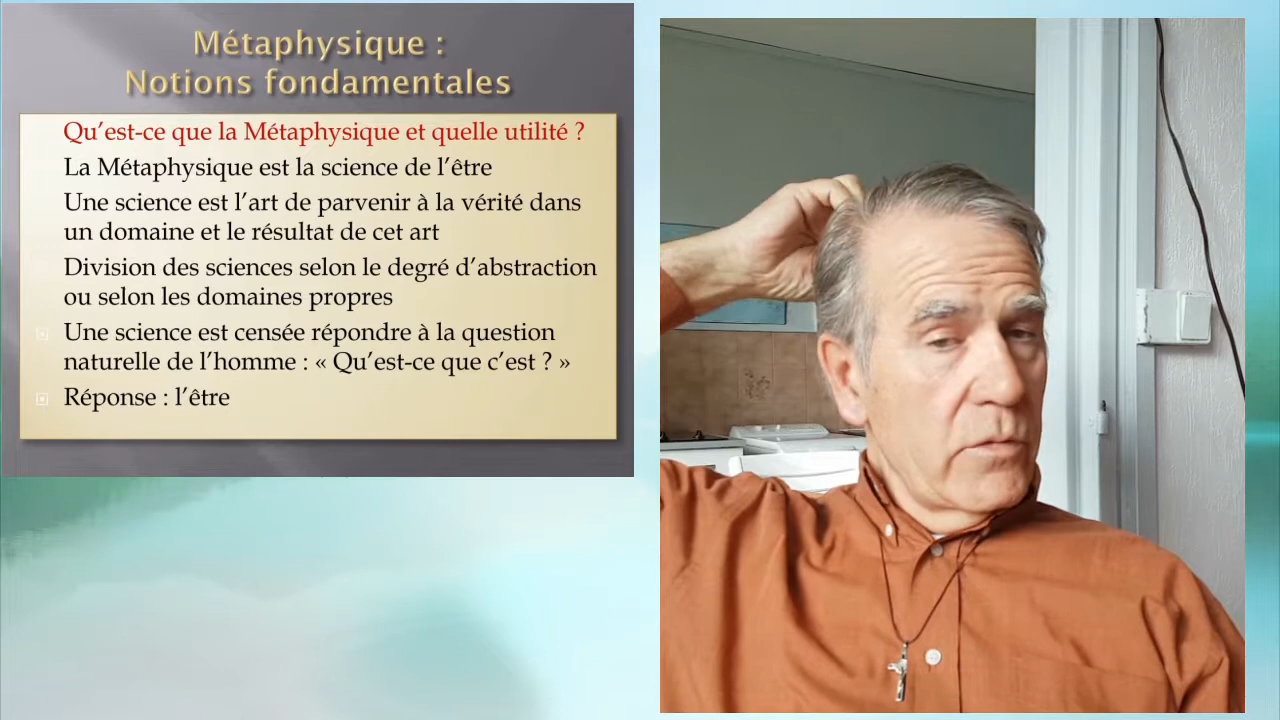 Métaphysique :
Notions fondamentales
Qu’est-ce que la Métaphysique et quelle utilité ?
La Métaphysique est la science de l’être
Une science est l’art de parvenir à la vérité dans
un domaine et le résultat de cet art
Division des sciences selon le degré d’abstraction
ou selon les domaines propres
Une science est censée répondre à la question
naturelle de l’homme : « Qu’est-ce que c’est ? »
Réponse : l’être